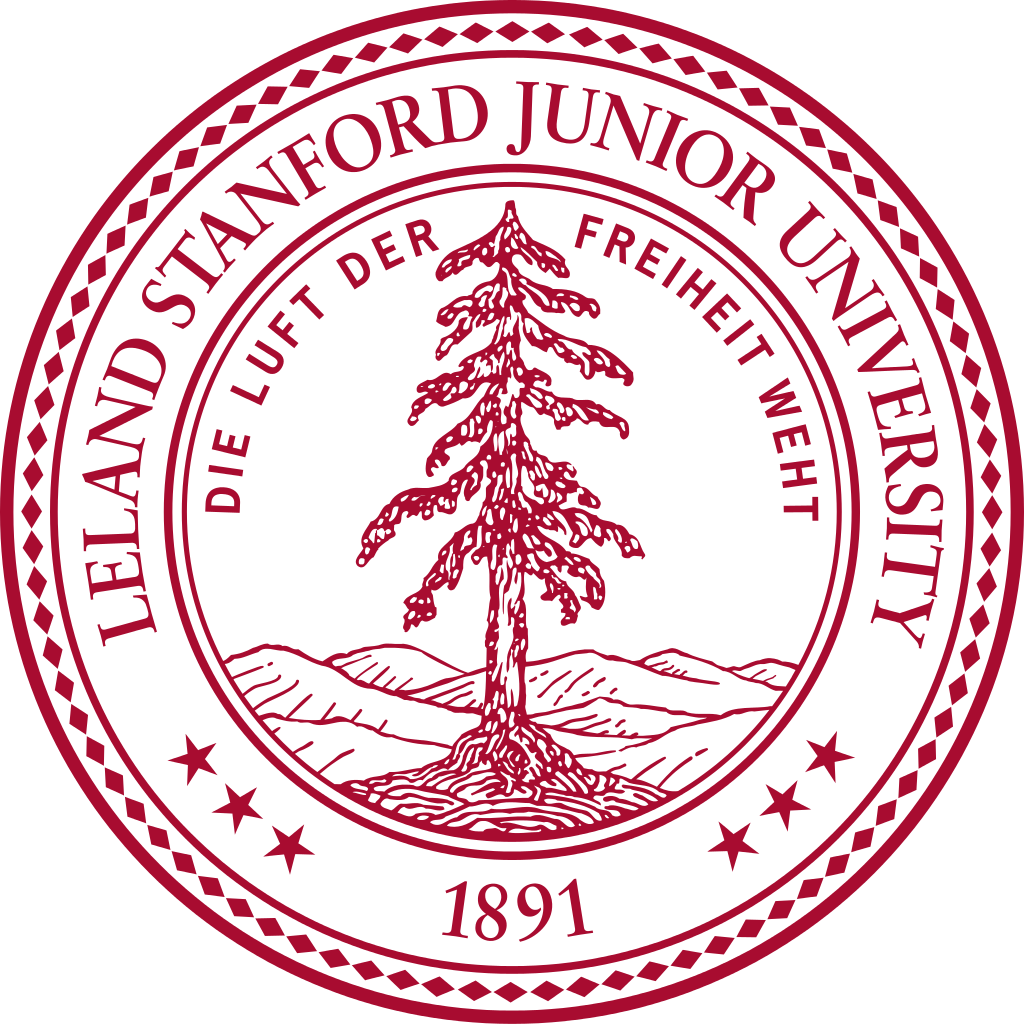 LELAND STANFORD JUNIOR UNIVERSITY
DIE LUFT DER FREIHEIT WEHT
1891